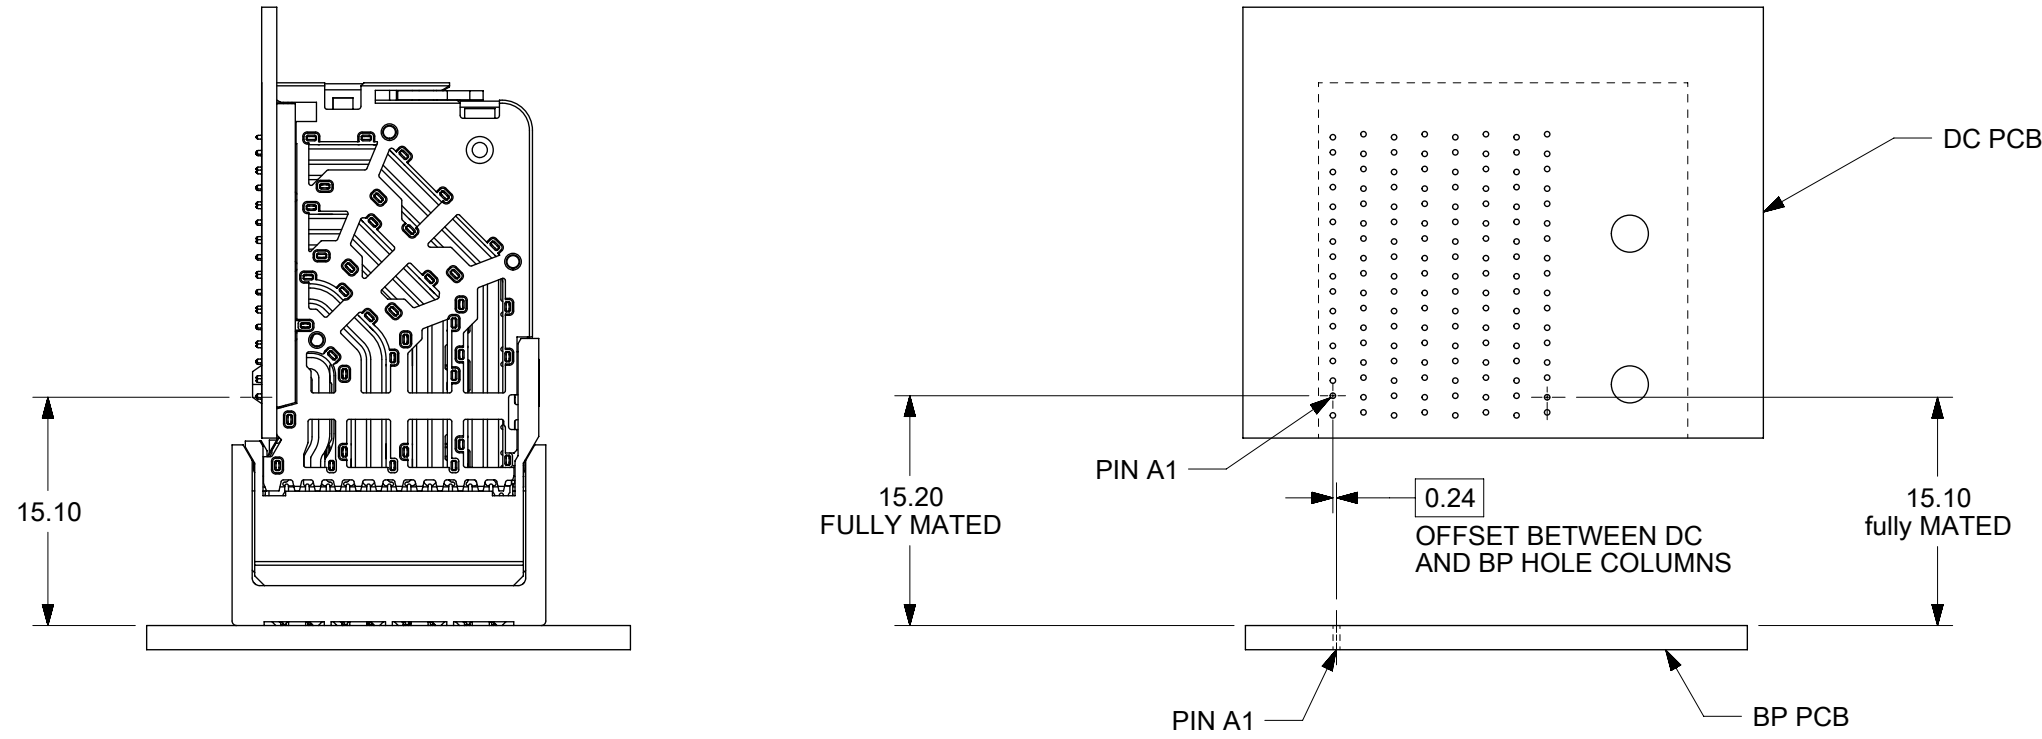 DC PCB
PIN A1
15.10
15.20
FULLY MATED
0.24
OFFSET BETWEEN DC
AND BP HOLE COLUMNS
15.10
fully MATED
PIN A1
BP PCB